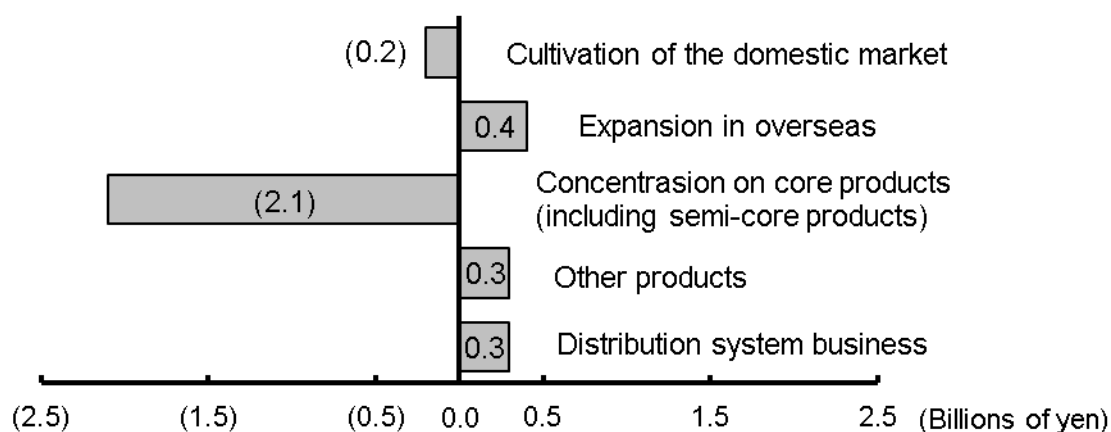 (0.2) Cultivation of the domestic market
0.4 Expansion in overseas
Concentrasion on core products
(2.1)
(including semi-core products)
0.3 Other products
0.3 Distribution system business
(2.5) (1.5) (0.5) 0.0 0.5 1.5 2.5 (Billions of yen)